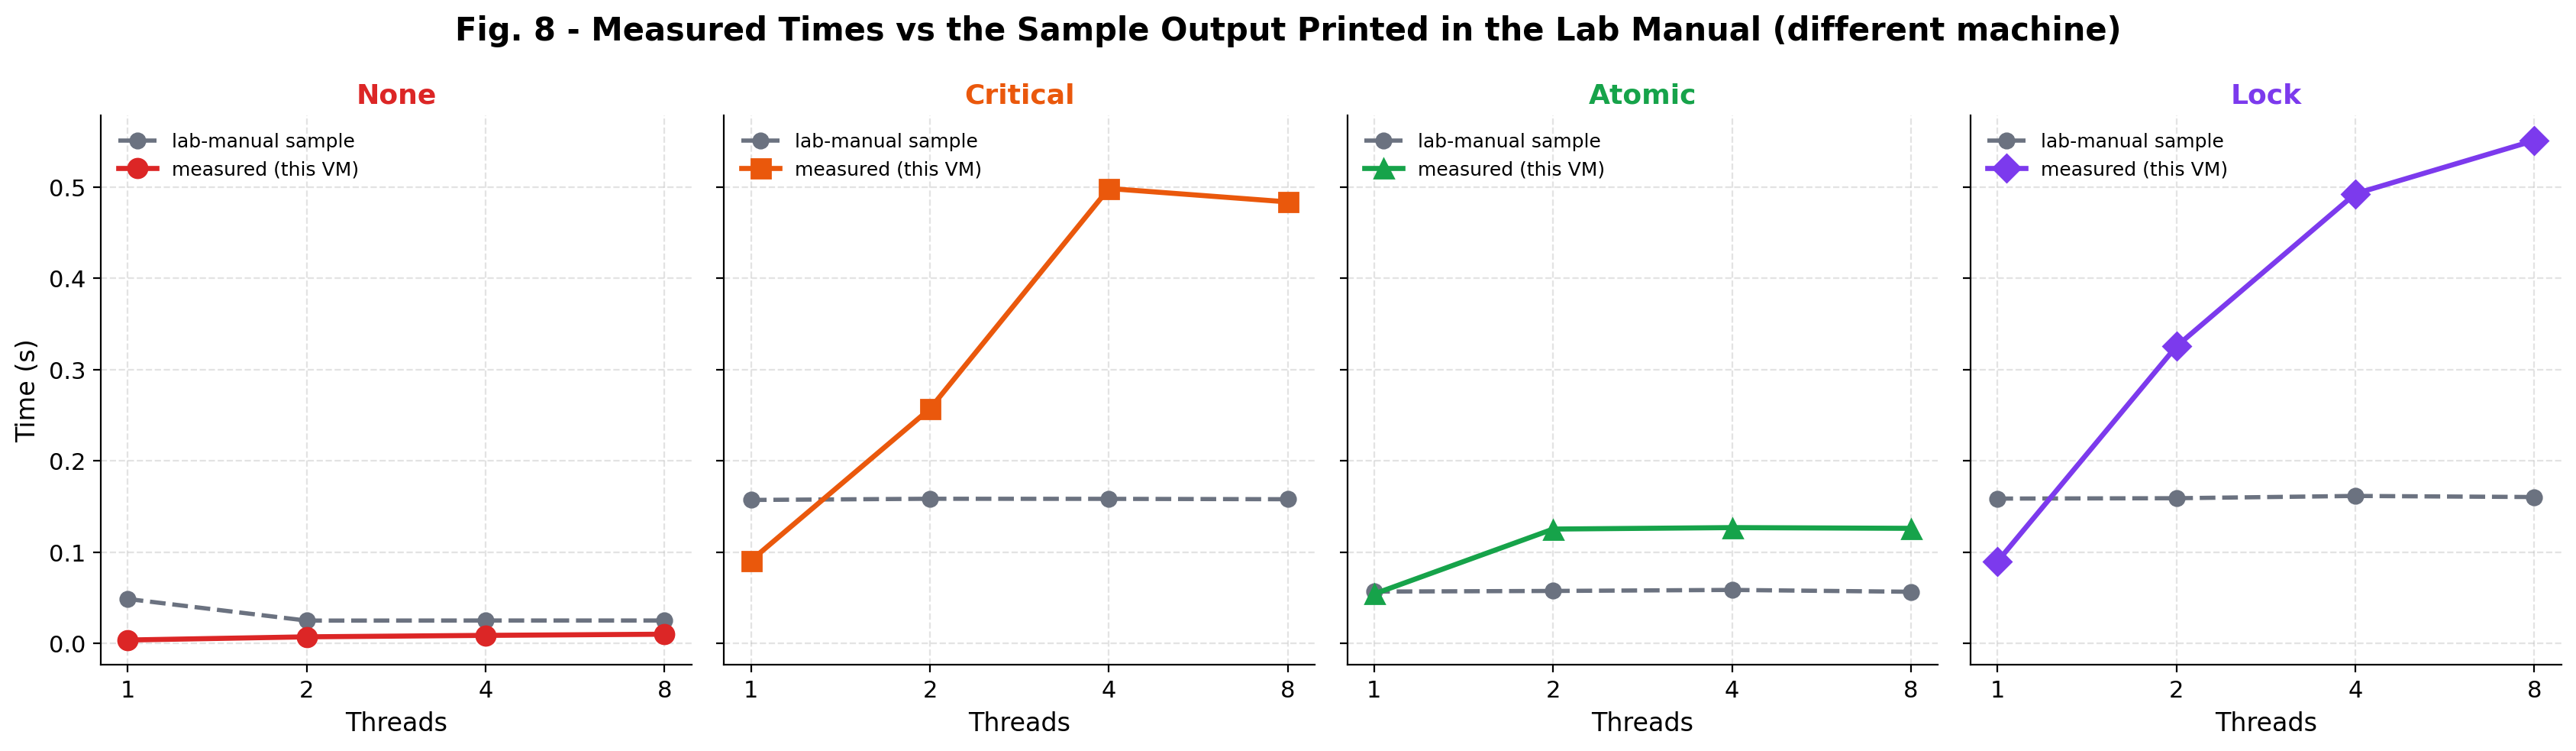 Fig. 8 - Measured Times vs the Sample Output Printed in the Lab Manual (different machine)
None
lab-manual sample
measured (this VM)
Time (s)
0.5
0.4
0.3
0.2
0.1
0.0
1 2 4 8
Threads
Critical
lab-manual sample
measured (this VM)
1 2 4 8
Threads
Atomic
lab-manual sample
measured (this VM)
1 2 4 8
Threads
Lock
lab-manual sample
measured (this VM)
1 2 4 8
Threads